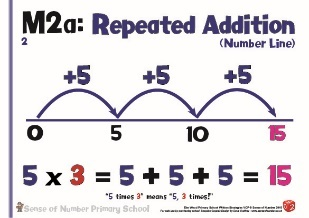 M2a: Repeated Addition
2
(Number Line)
+5 +5 +5
0 5 10 15
5 x 3 = 5 + 5 + 5 = 15
"5 times 3" means "5, 3 times!"
Sense of Number Primary School